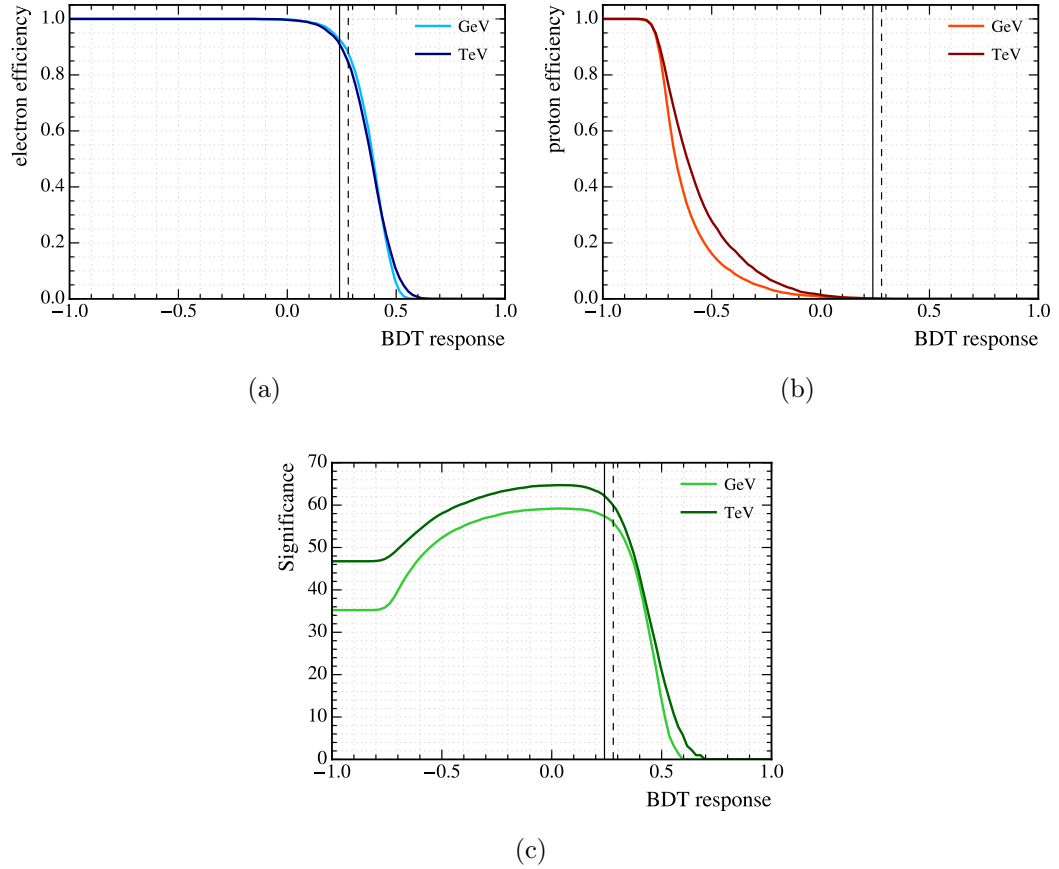 electron efficiency
1.0
0.8
0.6
0.4
0.2
0.0
−1.0 −0.5 0.0 0.5 1.0
BDT response
GeV
TeV
(a)
proton efficiency
1.0
0.8
0.6
0.4
0.2
0.0
−1.0 −0.5 0.0 0.5 1.0
BDT response
GeV
TeV
(b)
Significance
70
60
50
40
30
20
10
0
−1.0 −0.5 0.0 0.5 1.0
BDT response
GeV
TeV
(c)